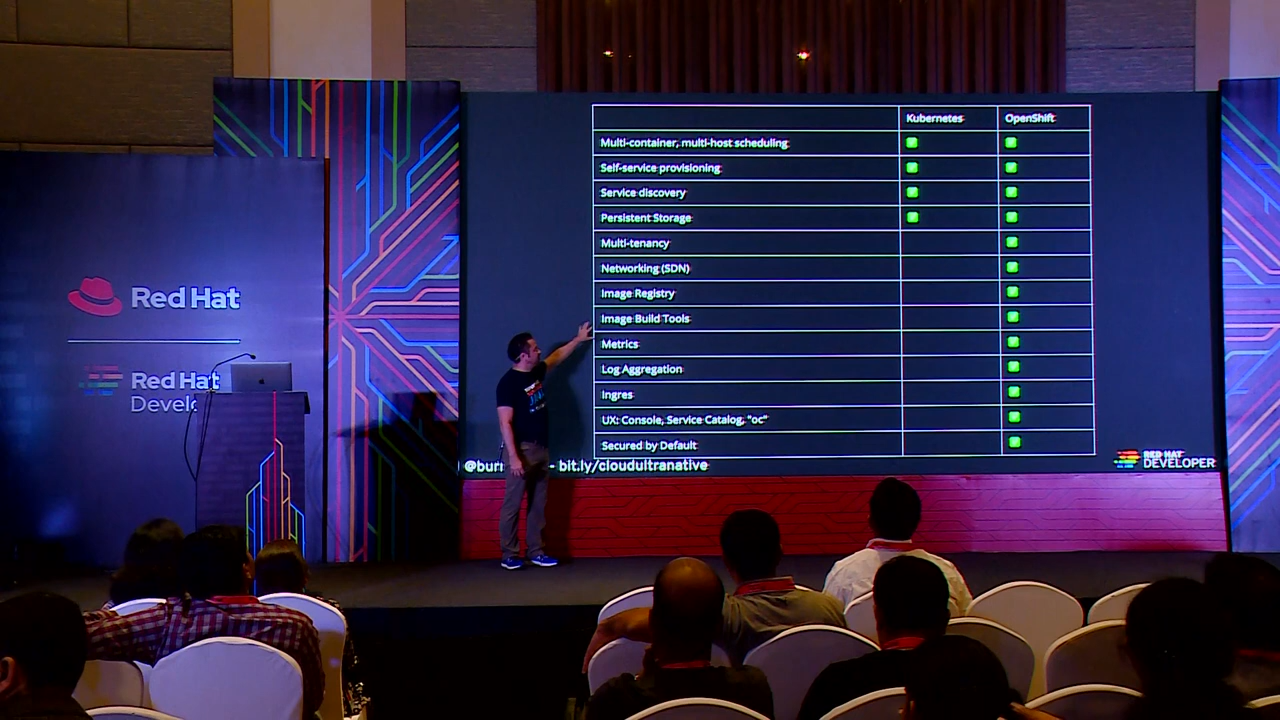 Kubernetes OpenShift
Multi-container, multi-host scheduling
Self-service provisioning
Service discovery
Persistent Storage
Multi-tenancy
Networking (SDN)
Image Registry
Image Build Tools
Metrics
Log Aggregation
Ingres
UX: Console, Service Catalog, "oc"
Secured by Default
@burr - bit.ly/cloudultranative
RED HAT
DEVELOPER
Red Hat
Red Hat